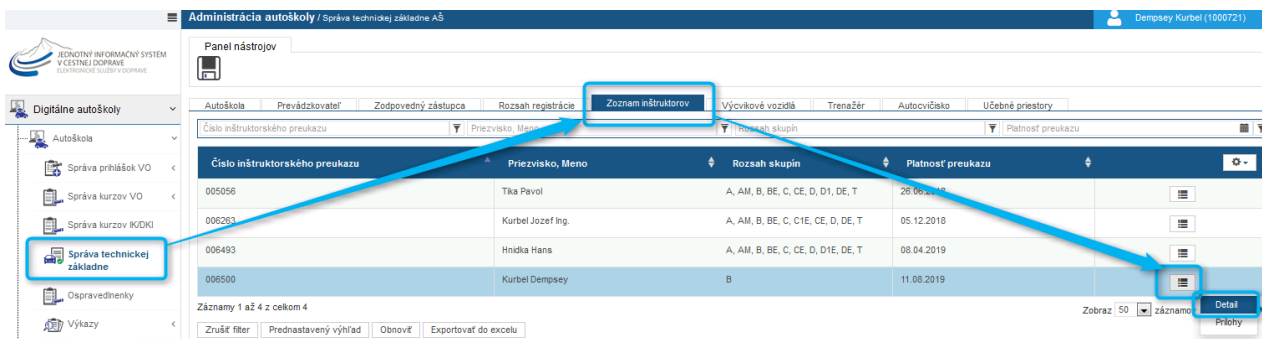 Administrácia autoškoly / Správa technickej základne AŠ
Dempsey Kurbel (1000721)
JEDNOTNÝ INFORMAČNÝ SYSTÉM
V CESTNEJ DOPRAVE
ELEKTRONICKÉ SLUŽBY V DOPRAVE
Panel nástrojov
Digitálne autoškoly
Autoškola
Správa prihlášok VO
Správa kurzov VO
Správa kurzov IK/DKI
Správa technickej
základne
Ospravedlnenky
Výkazy
Autoškola Prevádzkovateľ Zodpovedný zástupca Rozsah registrácie Zoznam inštruktorov Výcvikové vozidlá Trenažér Autocvičisko Učebné priestory
Číslo inštruktorského preukazu Priezvisko, Meno Rozsah skupín Platnosť preukazu
Číslo inštruktorského preukazu Priezvisko, Meno Rozsah skupín Platnosť preukazu
005056 Tika Pavol A, AM, B, BE, C, CE, D, D1, DE, T 26.06.2018
006263 Kurbel Jozef Ing. A, AM, B, BE, C, C1E, CE, D, DE, T 05.12.2018
006493 Hnidka Hans A, AM, B, BE, C, CE, D, D1E, DE, T 08.04.2019
006500 Kurbel Dempsey B 11.08.2019
Záznamy 1 až 4 z celkom 4
Zobraz 50 záznamov
Detail
Prílohy
Zrušiť filter Prednastavený výhľad Obnoviť Exportovať do excelu